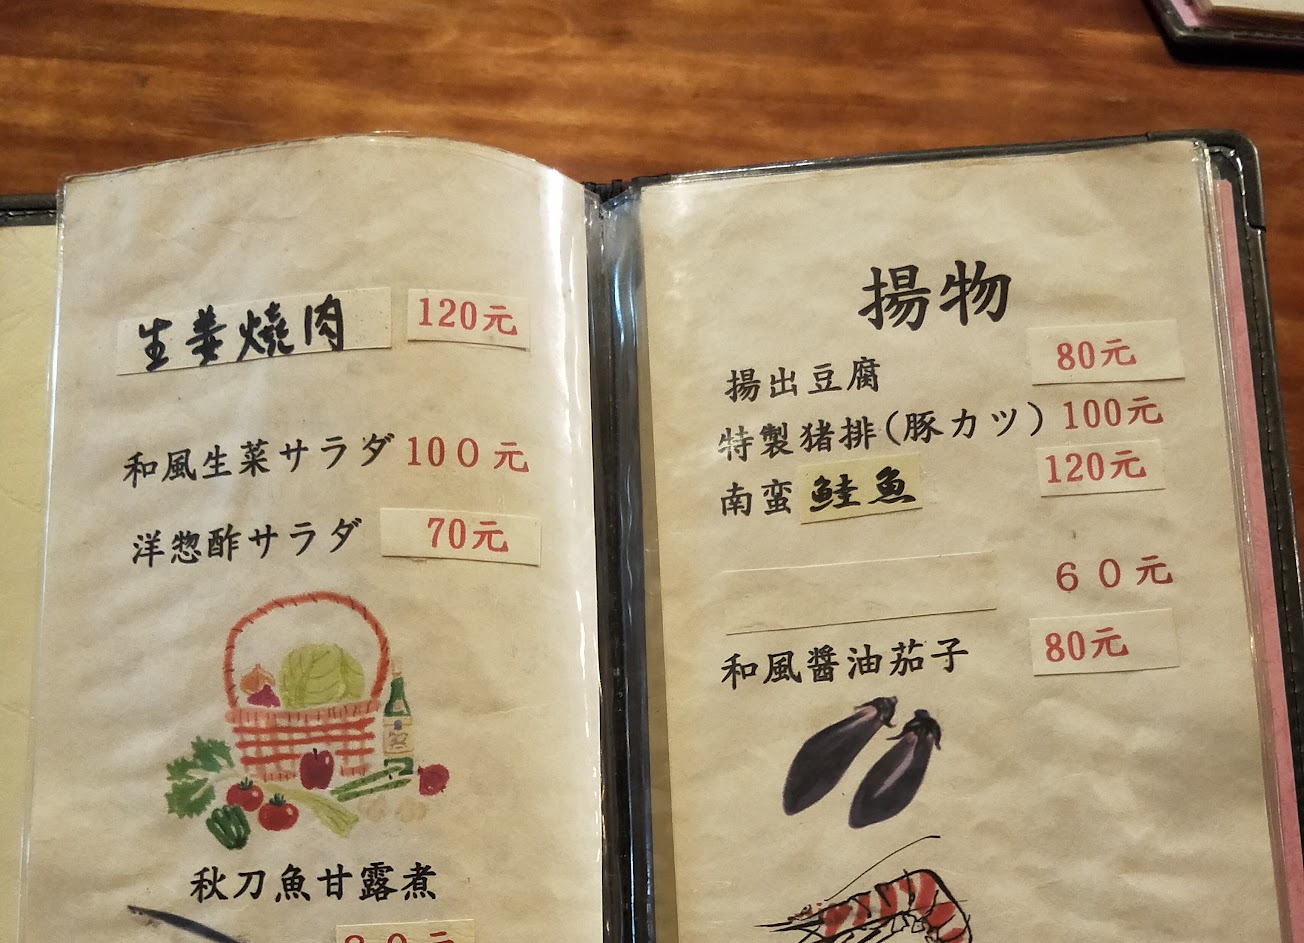 生姜燒肉 120元
和風生菜サラダ 100元
洋惣酢サラダ 70元
秋刀魚甘露煮
揚物
揚出豆腐 80元
特製猪排(豚カツ) 100元
南蛮鮭魚 120元
60元
和風醬油茄子 80元